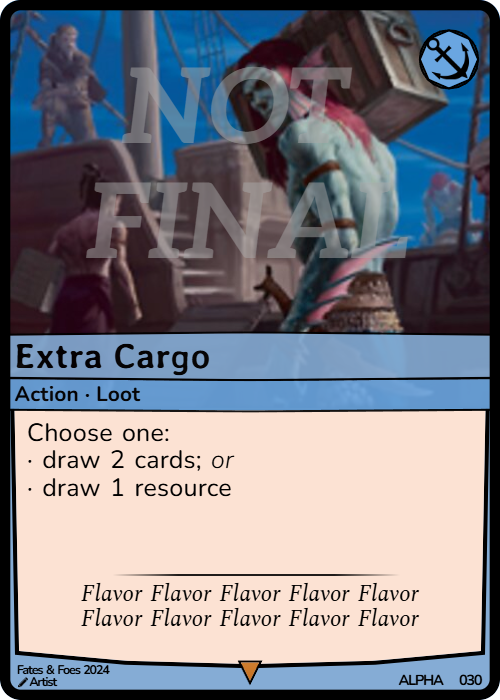 NOT
FINAL
Extra Cargo
Action · Loot
Choose one:
· draw 2 cards; or
· draw 1 resource
Flavor Flavor Flavor Flavor Flavor
Flavor Flavor Flavor Flavor Flavor
Fates & Foes 2024
Artist
ALPHA 030